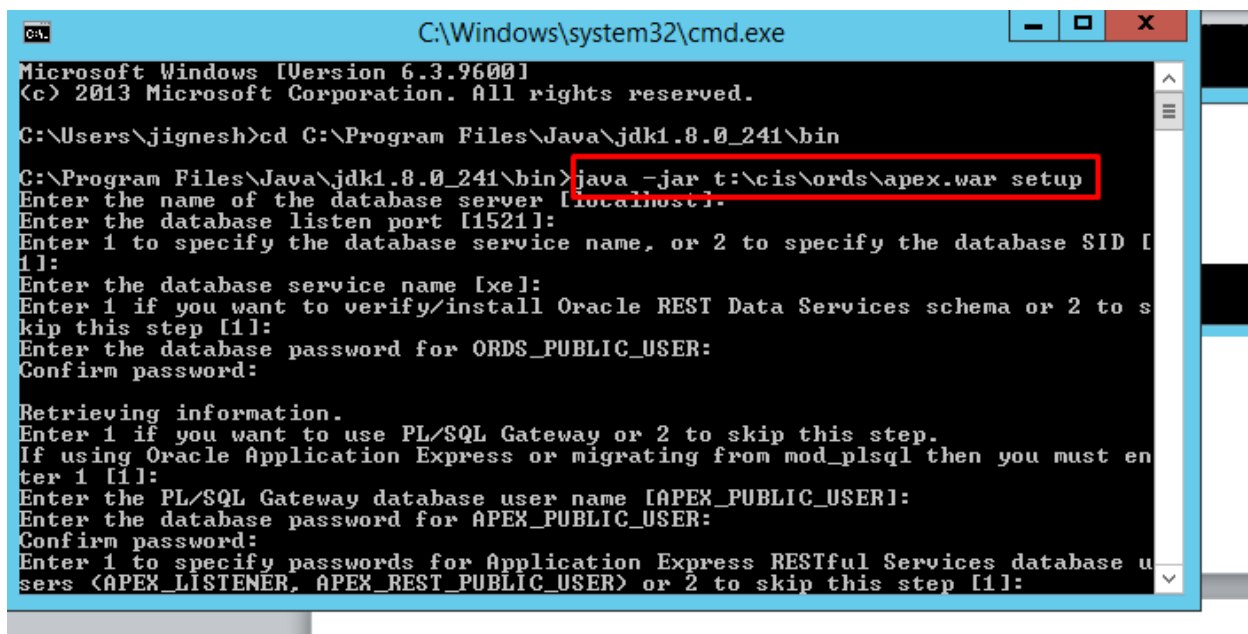 C:\Windows\system32\cmd.exe
Microsoft Windows [Version 6.3.9600]
(c) 2013 Microsoft Corporation. All rights reserved.
C:\Users\jignesh>cd C:\Program Files\Java\jdk1.8.0_241\bin
C:\Program Files\Java\jdk1.8.0_241\bin>java -jar t:\cis\ords\apex.war setup
Enter the name of the database server [localhost]:
Enter the database listen port [1521]:
Enter 1 to specify the database service name, or 2 to specify the database SID [
1]:
Enter the database service name [xe]:
Enter 1 if you want to verify/install Oracle REST Data Services schema or 2 to s
kip this step [1]:
Enter the database password for ORDS_PUBLIC_USER:
Confirm password:
Retrieving information.
Enter 1 if you want to use PL/SQL Gateway or 2 to skip this step.
If using Oracle Application Express or migrating from mod_plsql then you must en
ter 1 [1]:
Enter the PL/SQL Gateway database user name [APEX_PUBLIC_USER]:
Enter the database password for APEX_PUBLIC_USER:
Confirm password:
Enter 1 to specify passwords for Application Express RESTful Services database u
sers (APEX_LISTENER, APEX_REST_PUBLIC_USER) or 2 to skip this step [1]: